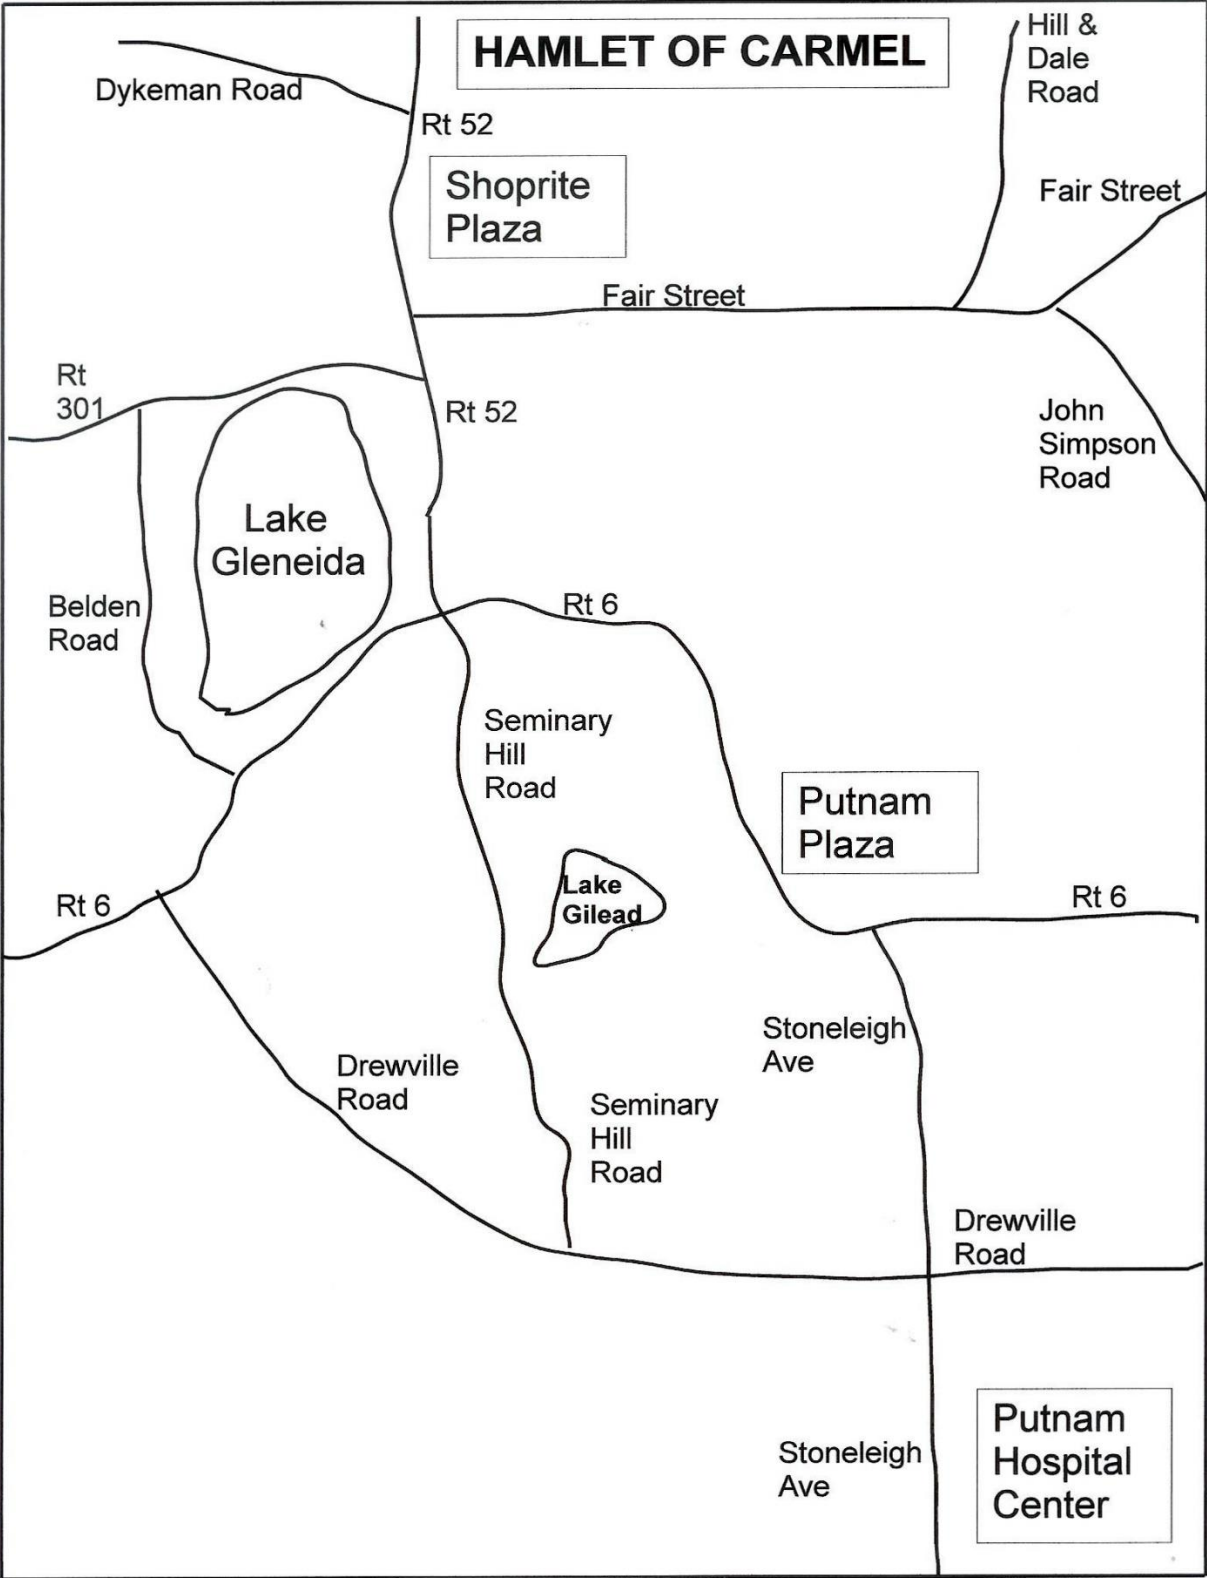 HAMLET OF CARMEL
Hill &
Dale
Road
Dykeman Road
Rt 52
Shoprite
Plaza
Fair Street
Fair Street
Rt
301
Rt 52
John
Simpson
Road
Lake
Gleneida
Belden
Road
Rt 6
Seminary
Hill
Road
Putnam
Plaza
Lake
Gilead
Rt 6
Rt 6
Stoneleigh
Ave
Drewville
Road
Seminary
Hill
Road
Drewville
Road
Stoneleigh
Ave
Putnam
Hospital
Center